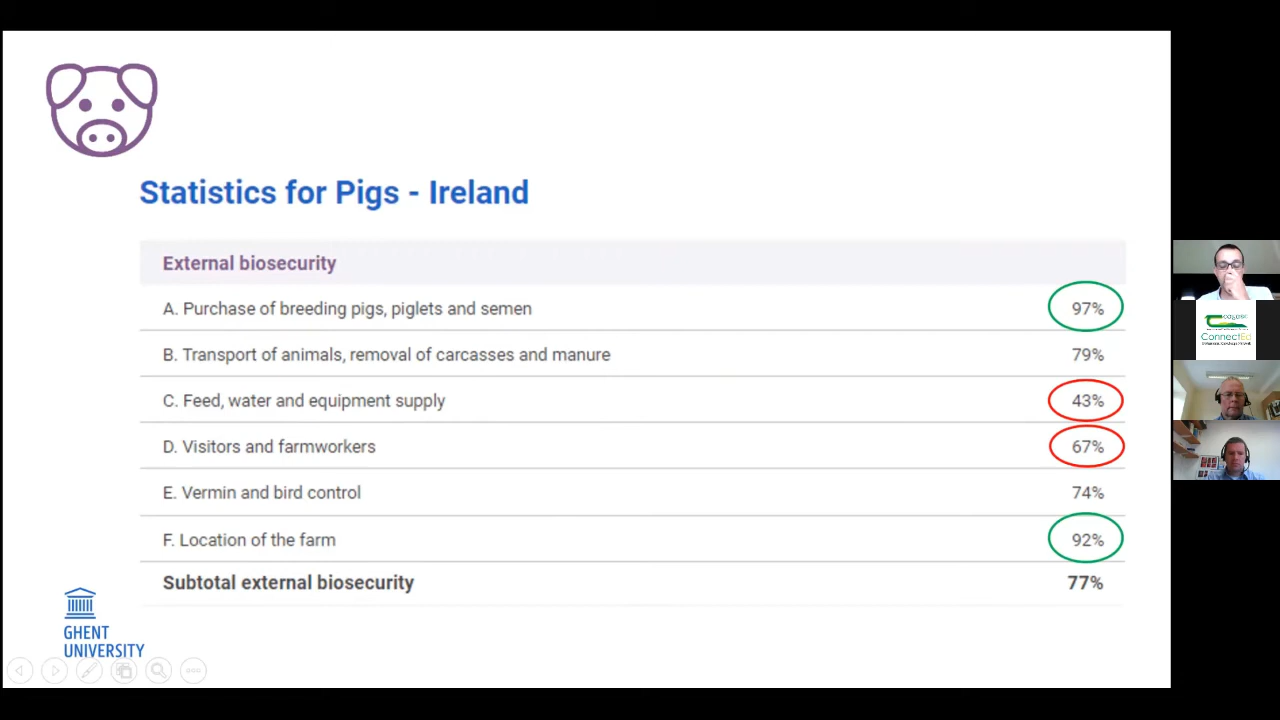 Statistics for Pigs - Ireland
External biosecurity
A. Purchase of breeding pigs, piglets and semen 97%
B. Transport of animals, removal of carcasses and manure 79%
C. Feed, water and equipment supply 43%
D. Visitors and farmworkers 67%
E. Vermin and bird control 74%
F. Location of the farm 92%
Subtotal external biosecurity 77%
GHENT
UNIVERSITY
ConnectEd